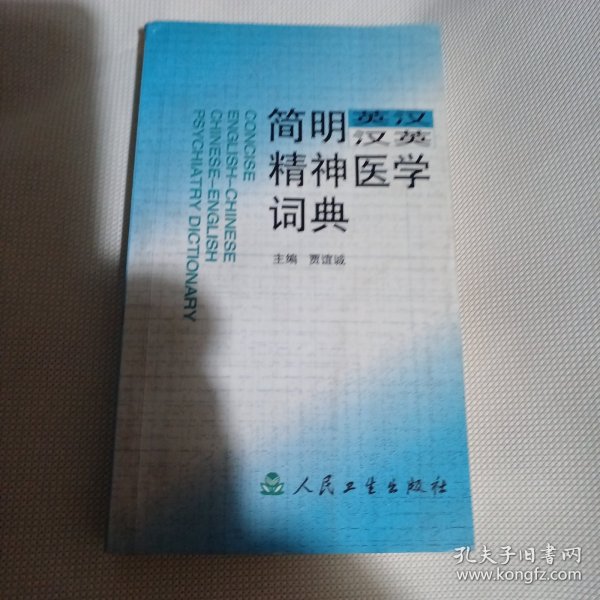 简明 英汉
汉英
精神医学
词典
主编 贾谊诚
CONCISE
ENGLISH-CHINESE
CHINESE-ENGLISH
PSYCHIATRY DICTIONARY
人民卫生出版社
孔夫子旧书网
www.kongfz.com